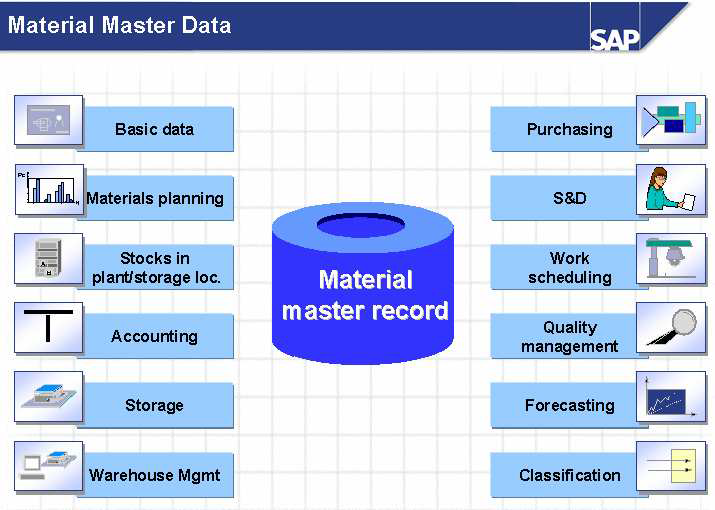 Material Master Data
SAP
Basic data
Materials planning
Stocks in
plant/storage loc.
Accounting
Storage
Warehouse Mgmt
Material
master record
Purchasing
S&D
Work
scheduling
Quality
management
Forecasting
Classification